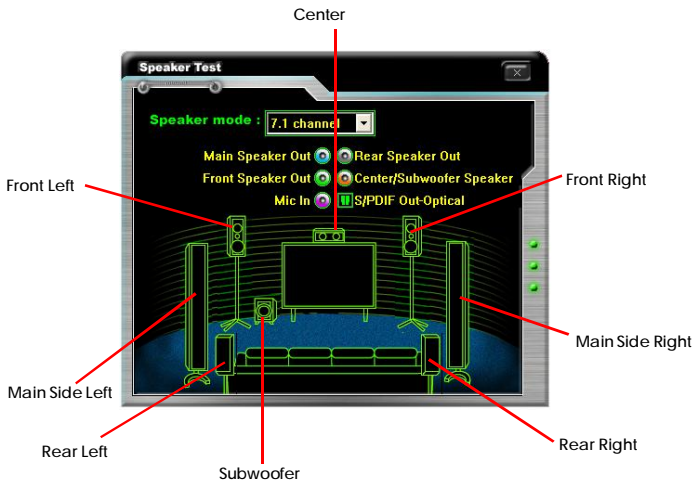 Center
Speaker Test
Speaker mode : 7.1 channel
Main Speaker Out Rear Speaker Out
Front Speaker Out Center/Subwoofer Speaker
Mic In S/PDIF Out-Optical
Front Left
Front Right
Main Side Right
Main Side Left
Rear Left
Rear Right
Subwoofer